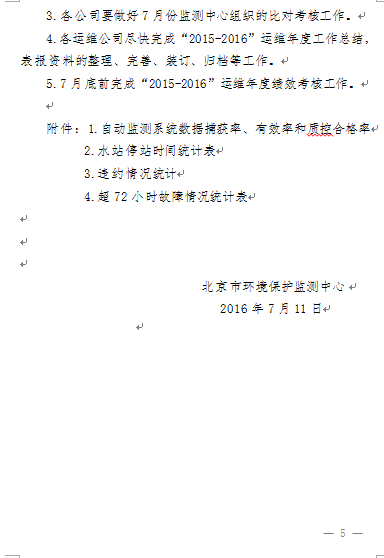 3.各公司要做好7月份监测中心组织的比对考核工作。
4.各运维公司尽快完成“2015-2016”运维年度工作总结，
表报资料的整理、完善、装订、归档等工作。
5.7月底前完成“2015-2016”运维年度绩效考核工作。
附件：1.自动监测系统数据捕获率、有效率和质控合格率
2.水站停站时间统计表
3.违约情况统计
4.超72小时故障情况统计表
北京市环境保护监测中心
2016年7月11日
— 5 —